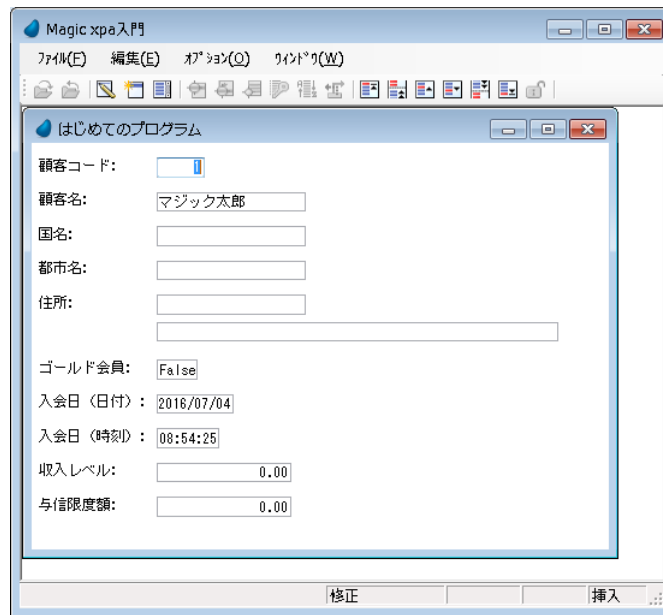 Magic xpa入門
ファイル(F) 編集(E) オプション(O) ウィンドウ(W)
はじめてのプログラム
顧客コード: 1
顧客名: マジック太郎
国名:
都市名:
住所:
ゴールド会員: False
入会日（日付）: 2016/07/04
入会日（時刻）: 08:54:25
収入レベル: 0.00
与信限度額: 0.00
修正 挿入